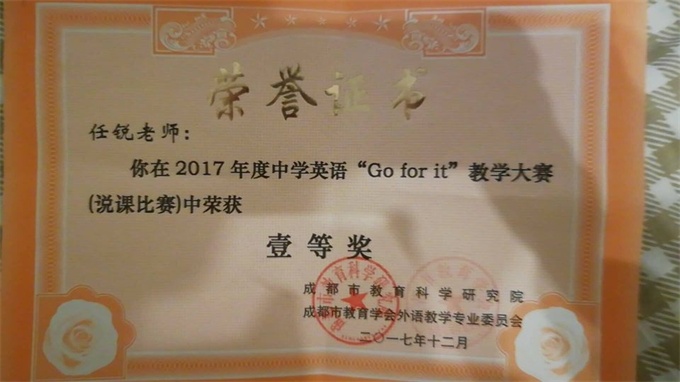 荣誉证书
任锐老师：
你在2017年度中学英语“Go for it”教学大赛
(说课比赛)中荣获
壹等奖
成都市教育科学研究院
成都市教育学会外语教学专业委员会
二〇一七年十二月